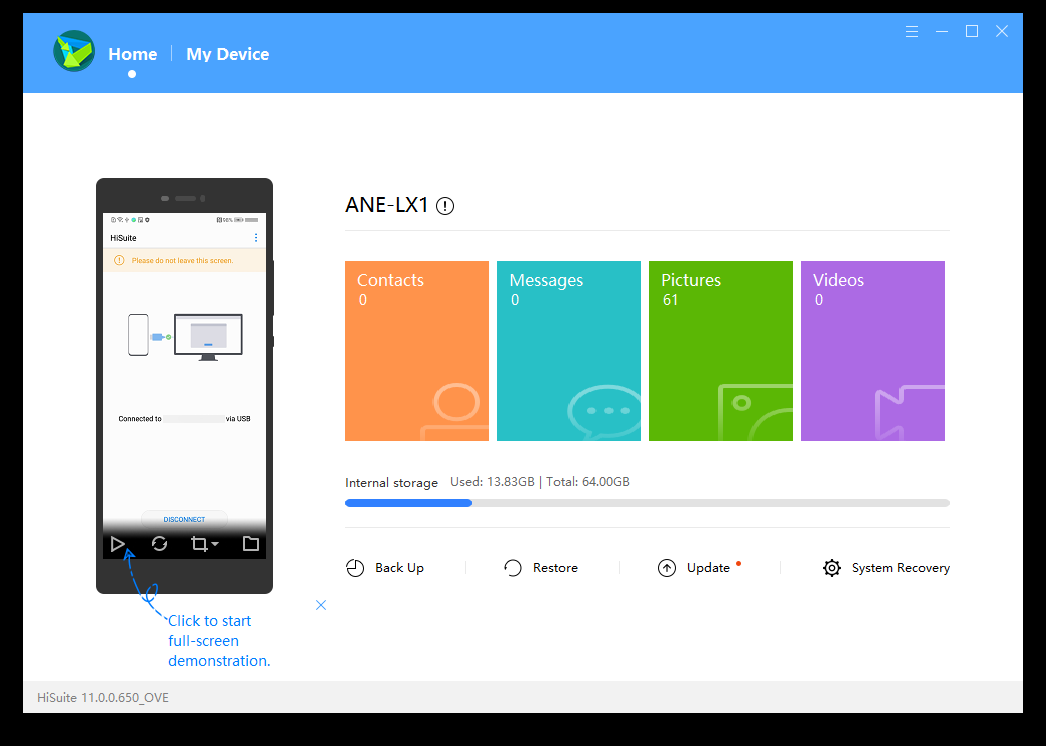 Home | My Device
HiSuite
Please do not leave this screen.
Connected to via USB
DISCONNECT
Click to start
full-screen
demonstration.
ANE-LX1
Contacts
0
Messages
0
Pictures
61
Videos
0
Internal storage Used: 13.83GB | Total: 64.00GB
Back Up
Restore
Update
System Recovery
HiSuite 11.0.0.650_OVE